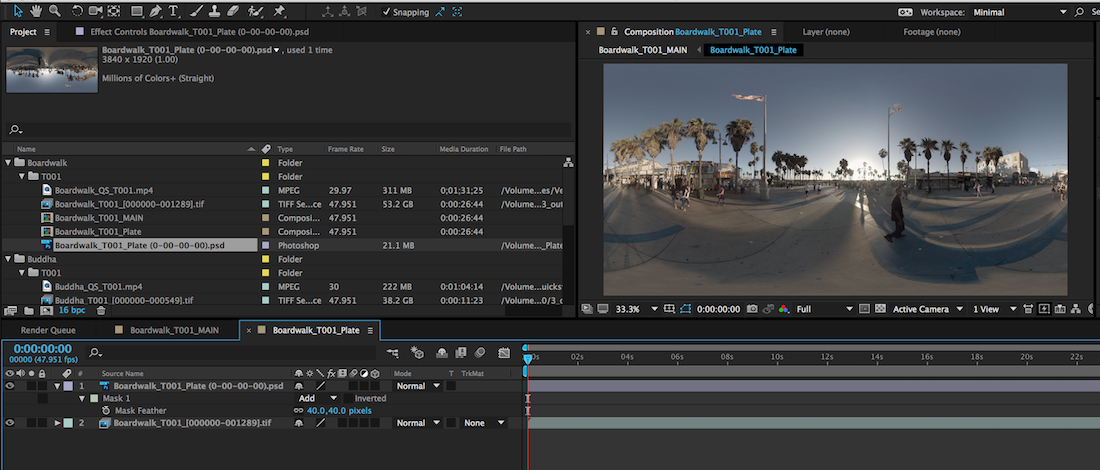 Snapping
Workspace: Minimal
Se
Project
Effect Controls Boardwalk_T001_Plate (0-00-00-00).psd
Boardwalk_T001_Plate (0-00-00-00).psd , used 1 time
3840 x 1920 (1.00)
Millions of Colors+ (Straight)
Name Type Frame Rate Size Media Duration File Path
Boardwalk Folder
T001 Folder
Boardwalk_QS_T001.mp4 MPEG 29.97 311 MB 0;01;31;25 /Volume...es/Ve
Boardwalk_T001_[000000-001289].tif TIFF Se...ce 47.951 53.2 GB 0:00:26:44 /Volume...3_out
Boardwalk_T001_MAIN Composi... 47.951 0:00:26:44
Boardwalk_T001_Plate Composi... 47.951 0:00:26:44
Boardwalk_T001_Plate (0-00-00-00).psd Photoshop 21.1 MB /Volume..._Plate
Buddha Folder
T001 Folder
Buddha_QS_T001.mp4 MPEG 30 222 MB 0:01:04:14 /Volume...uicks
Buddha_T001_[000000-000549].tif TIFF Se...ce 47.951 38.2 GB 0:00:11:23 /Volume...0/3_o
16 bpc
Composition Boardwalk_T001_Plate
Layer (none)
Footage (none)
Boardwalk_T001_MAIN
Boardwalk_T001_Plate
33.3% 0:00:00:00 Full Active Camera 1 View
Render Queue
Boardwalk_T001_MAIN
Boardwalk_T001_Plate
0:00:00:00
00000 (47.951 fps)
00s 02s 04s 06s 08s 10s 12s 14s 16s 18s 20s 22s
# Source Name Mode T TrkMat
1 Boardwalk_T001_Plate (0-00-00-00).psd Normal
Mask 1 Add Inverted
Mask Feather 40.0,40.0 pixels
2 Boardwalk_T001_[000000-001289].tif Normal None